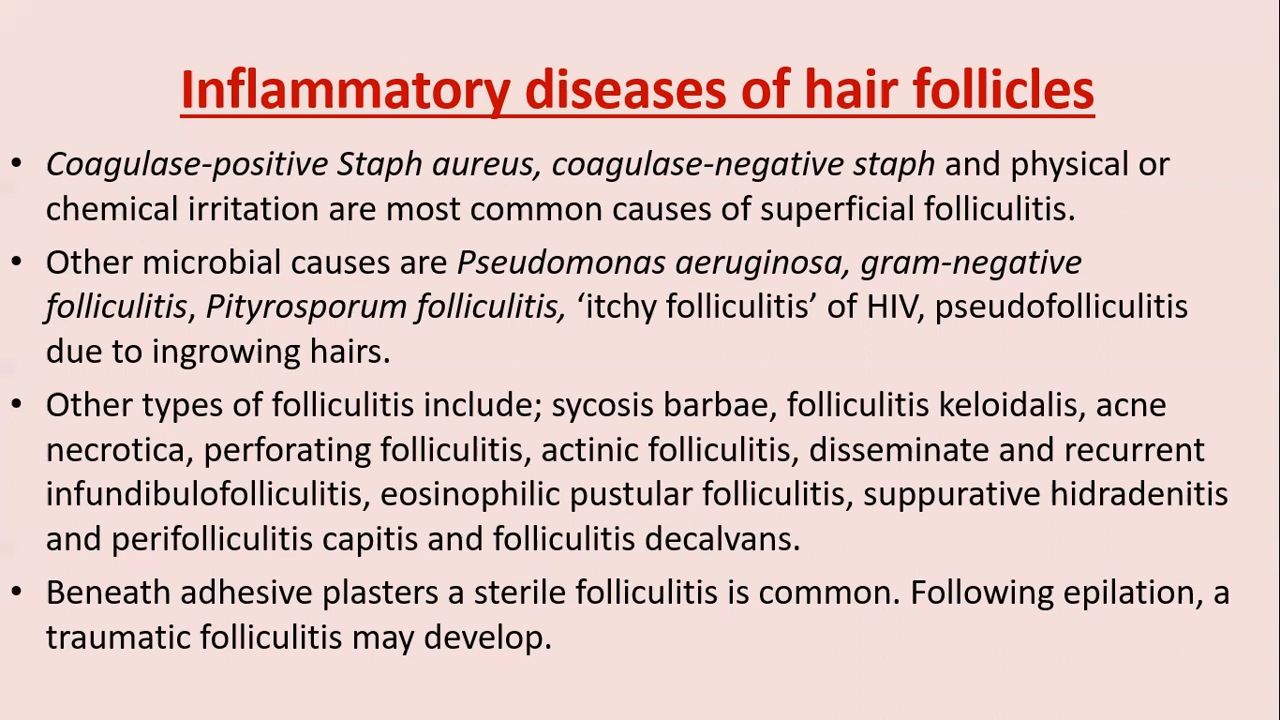 Inflammatory diseases of hair follicles
• Coagulase-positive Staph aureus, coagulase-negative staph and physical or
chemical irritation are most common causes of superficial folliculitis.
• Other microbial causes are Pseudomonas aeruginosa, gram-negative
folliculitis, Pityrosporum folliculitis, ‘itchy folliculitis’ of HIV, pseudofolliculitis
due to ingrowing hairs.
• Other types of folliculitis include; sycosis barbae, folliculitis keloidalis, acne
necrotica, perforating folliculitis, actinic folliculitis, disseminate and recurrent
infundibulofolliculitis, eosinophilic pustular folliculitis, suppurative hidradenitis
and perifolliculitis capitis and folliculitis decalvans.
• Beneath adhesive plasters a sterile folliculitis is common. Following epilation, a
traumatic folliculitis may develop.